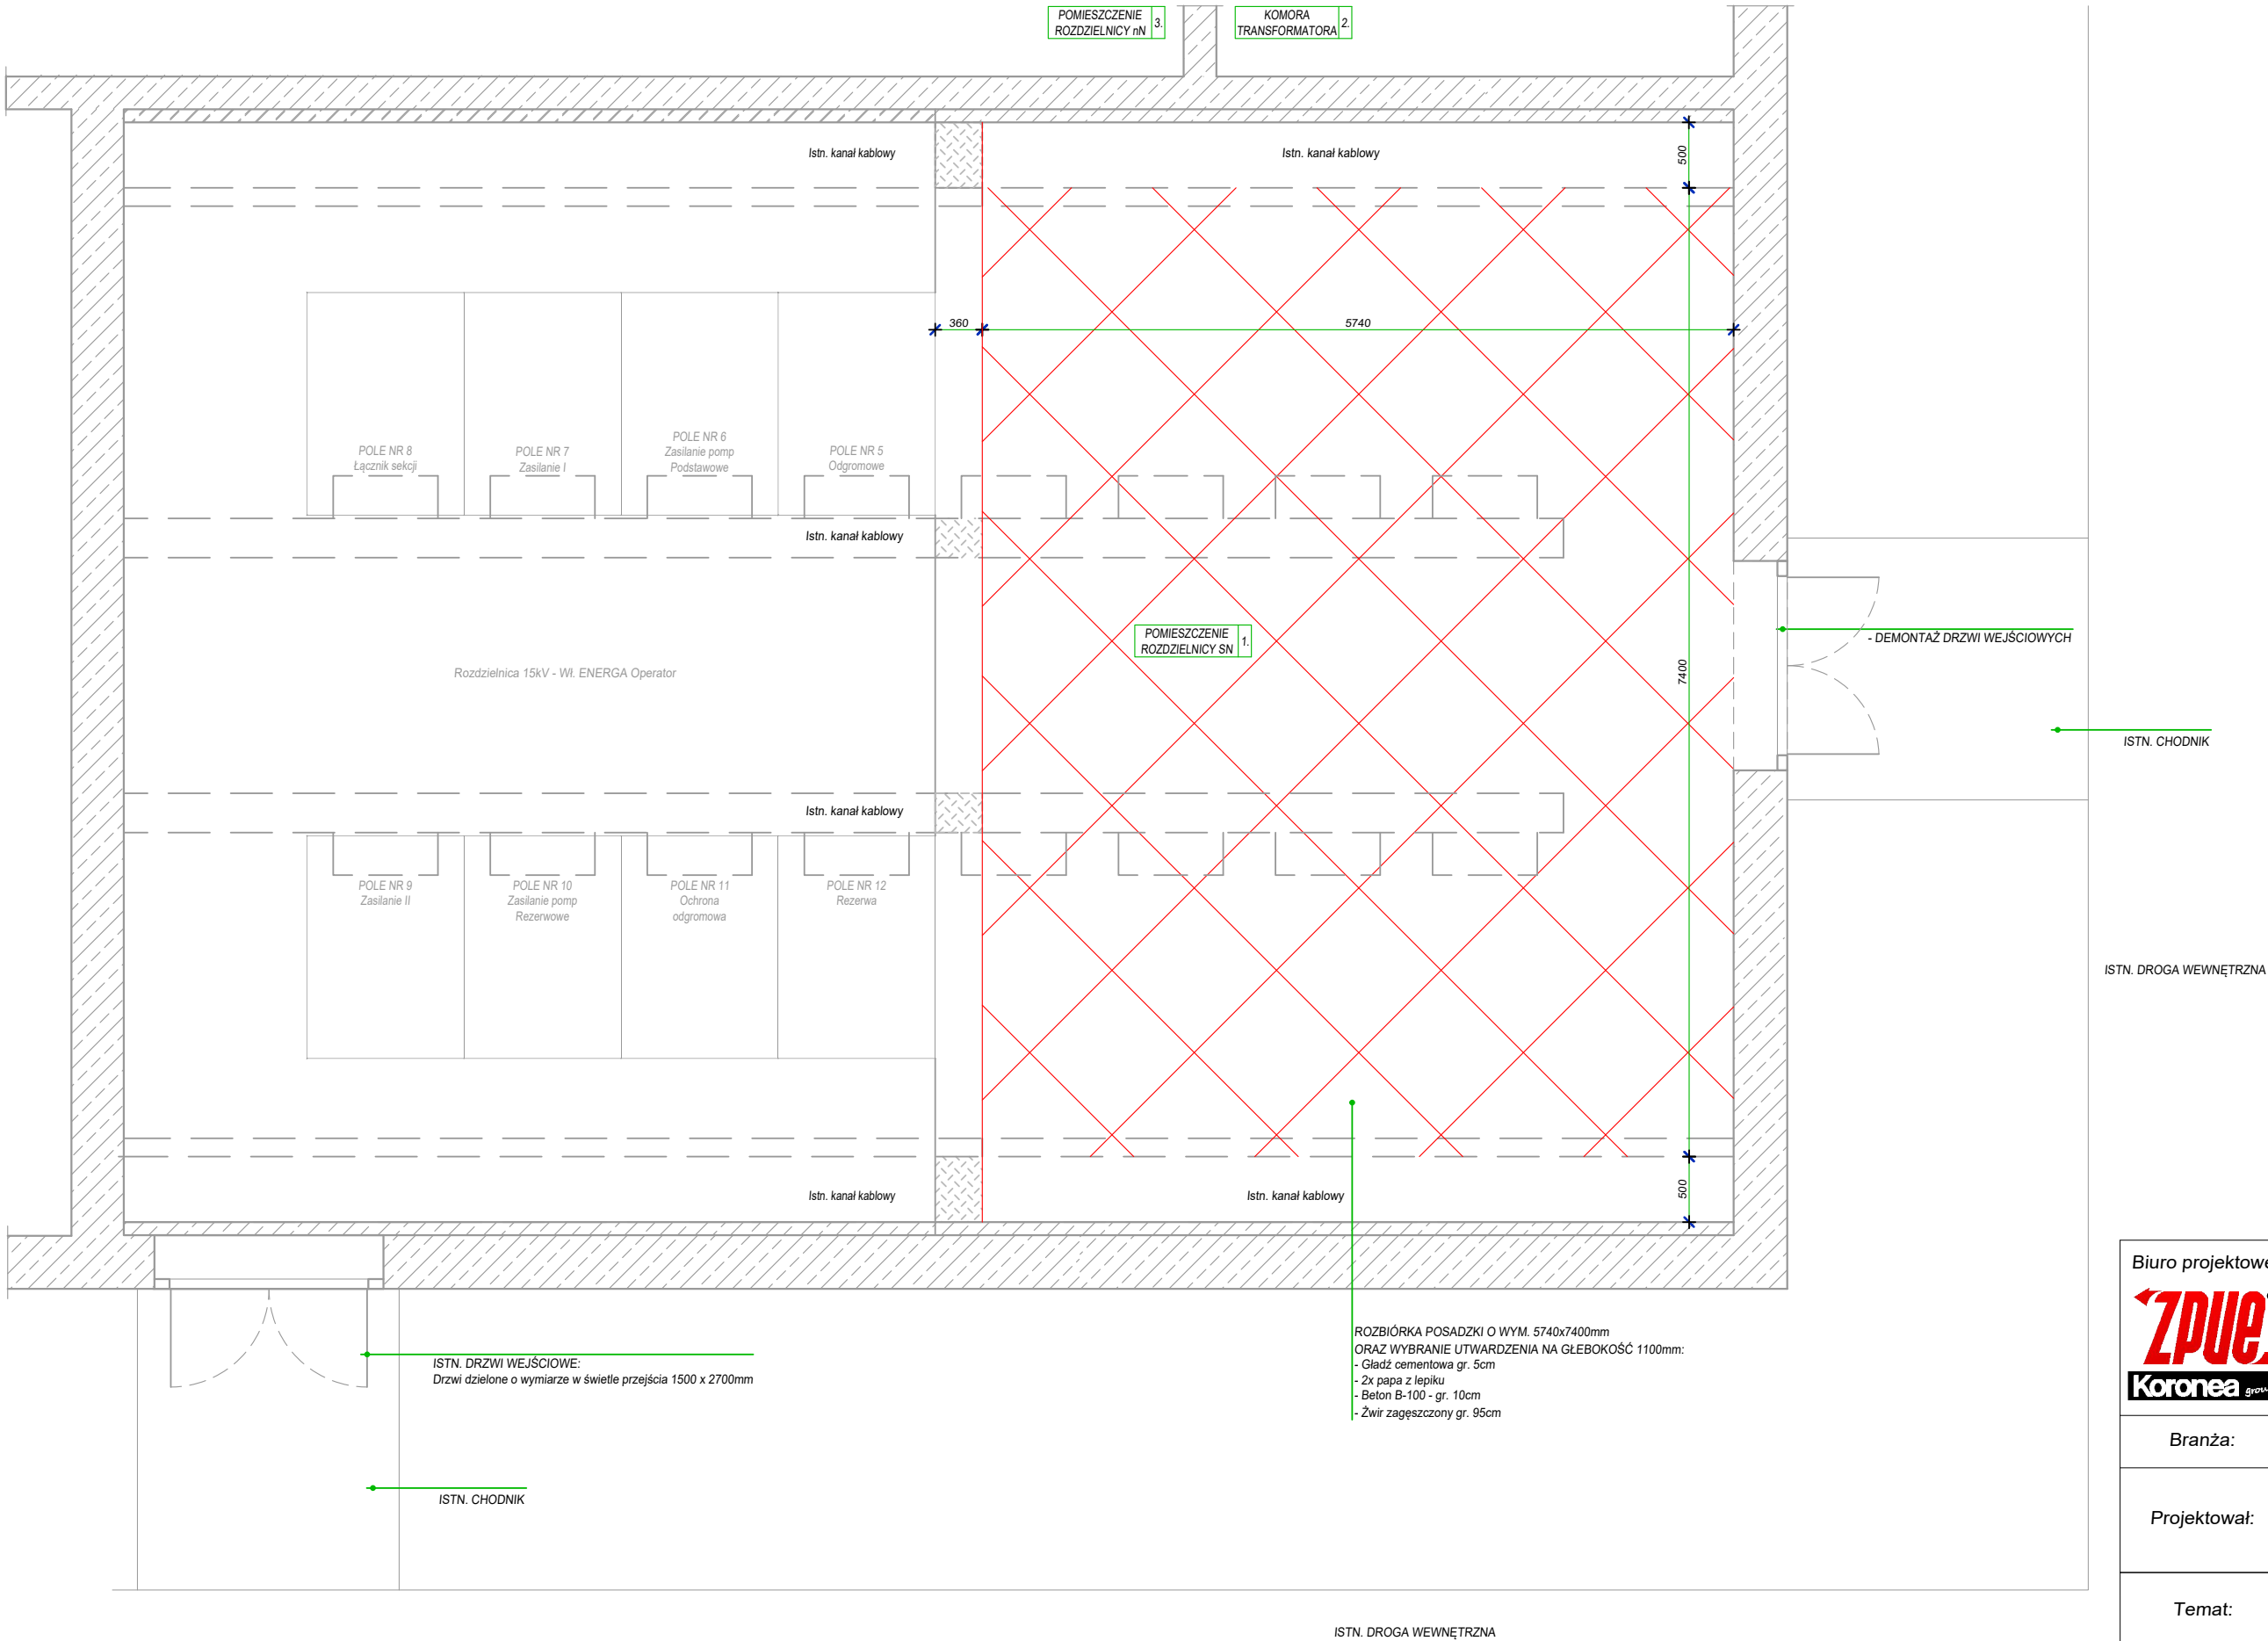 POMIESZCZENIE
ROZDZIELNICY nN
3.
KOMORA
TRANSFORMATORA
2.
Istn. kanał kablowy
Istn. kanał kablowy
500
360
5740
POLE NR 8
Łącznik sekcji
POLE NR 7
Zasilanie I
POLE NR 6
Zasilanie pomp
Podstawowe
POLE NR 5
Odgromowe
Istn. kanał kablowy
POMIESZCZENIE
ROZDZIELNICY SN
1.
- DEMONTAŻ DRZWI WEJŚCIOWYCH
Rozdzielnica 15kV - Wł. ENERGA Operator
7400
ISTN. CHODNIK
Istn. kanał kablowy
POLE NR 9
Zasilanie II
POLE NR 10
Zasilanie pomp
Rezerwowe
POLE NR 11
Ochrona
odgromowa
POLE NR 12
Rezerwa
ISTN. DROGA WEWNĘTRZNA
Istn. kanał kablowy
Istn. kanał kablowy
500
ISTN. DRZWI WEJŚCIOWE:
Drzwi dzielone o wymiarze w świetle przejścia 1500 x 2700mm
ROZBIÓRKA POSADZKI O WYM. 5740x7400mm
ORAZ WYBRANIE UTWARDZENIA NA GŁEBOKOŚĆ 1100mm:
- Gładź cementowa gr. 5cm
- 2x papa z lepiku
- Beton B-100 - gr. 10cm
- Żwir zagęszczony gr. 95cm
ISTN. CHODNIK
ISTN. DROGA WEWNĘTRZNA
Biuro projektowe
ZPUE
Koronea
Branża:
Projektował:
Temat: